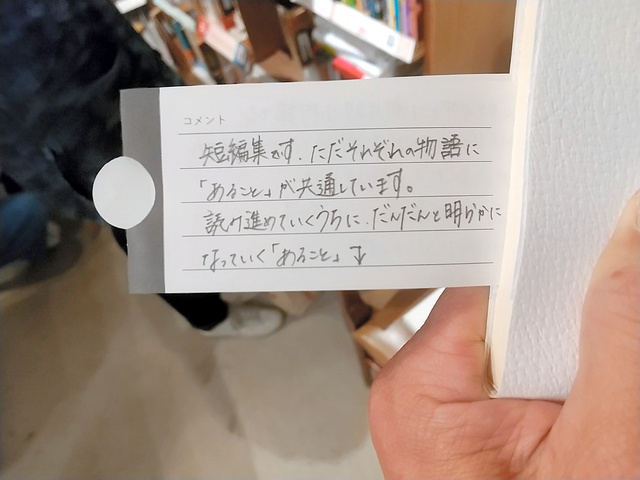 コメント
短編集です.ただそれぞれの物語に
「あること」が共通しています。
読み進めていくうちに.だんだんと明らかに
なっていく「あること」↓